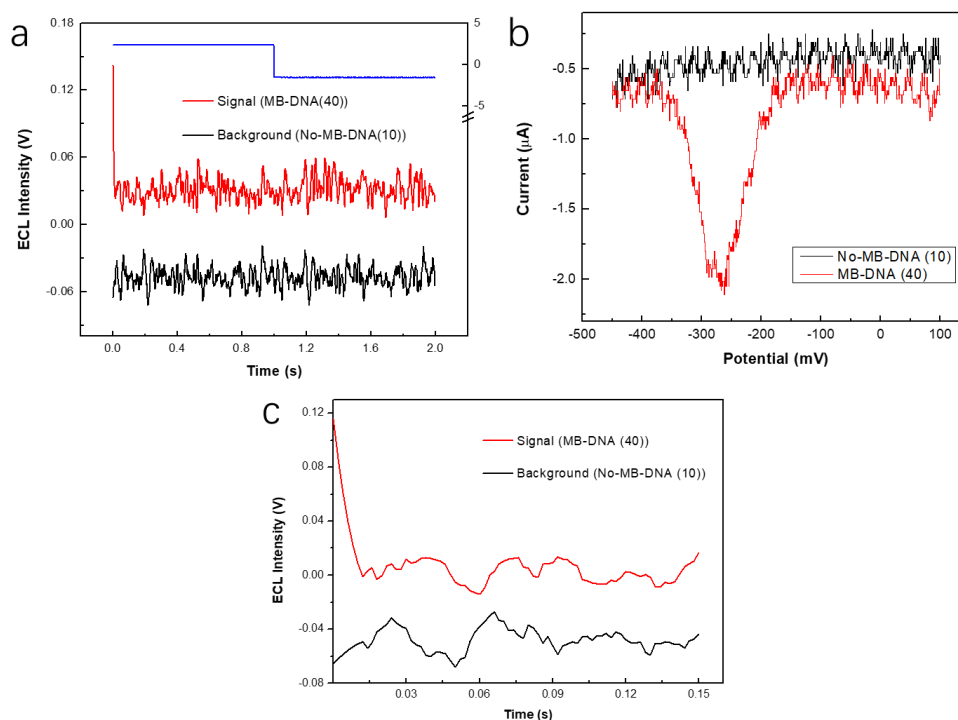 a
ECL Intensity (V)
0.18
0.12
0.06
0.00
-0.06
5
0
-5
Signal (MB-DNA(40))
Background (No-MB-DNA(10))
0.0 0.4 0.8 1.2 1.6 2.0
Time (s)
b
Current (μA)
-0.5
-1.0
-1.5
-2.0
No-MB-DNA (10)
MB-DNA (40)
-500 -400 -300 -200 -100 0 100
Potential (mV)
c
ECL Intensity (V)
0.12
0.08
0.04
0.00
-0.04
-0.08
Signal (MB-DNA (40))
Background (No-MB-DNA (10))
0.03 0.06 0.09 0.12 0.15
Time (s)